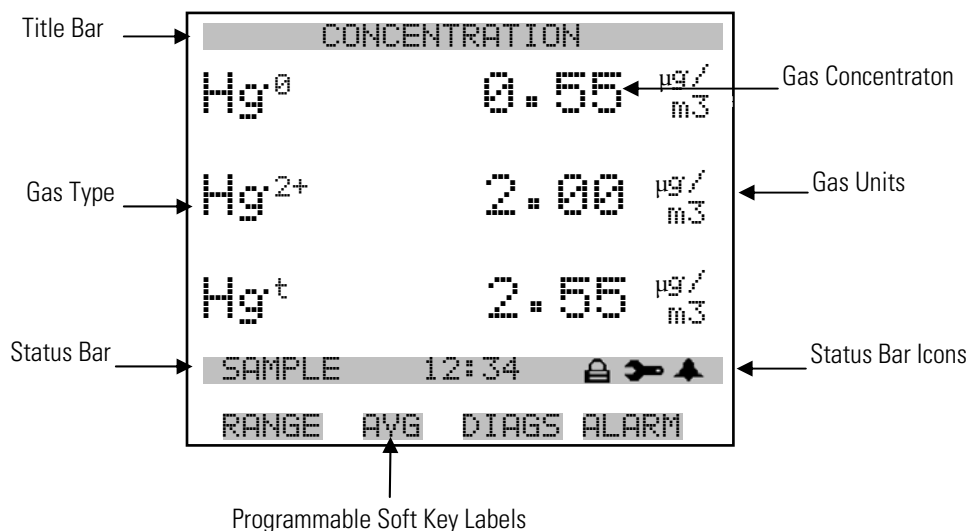 Title Bar
CONCENTRATION
Hg⁰ 0.55 µg/m3
Gas Concentraton
Gas Type
Hg²⁺ 2.00 µg/m3
Gas Units
Hgᵗ 2.55 µg/m3
Status Bar
SAMPLE 12:34
Status Bar Icons
RANGE AVG DIAGS ALARM
Programmable Soft Key Labels